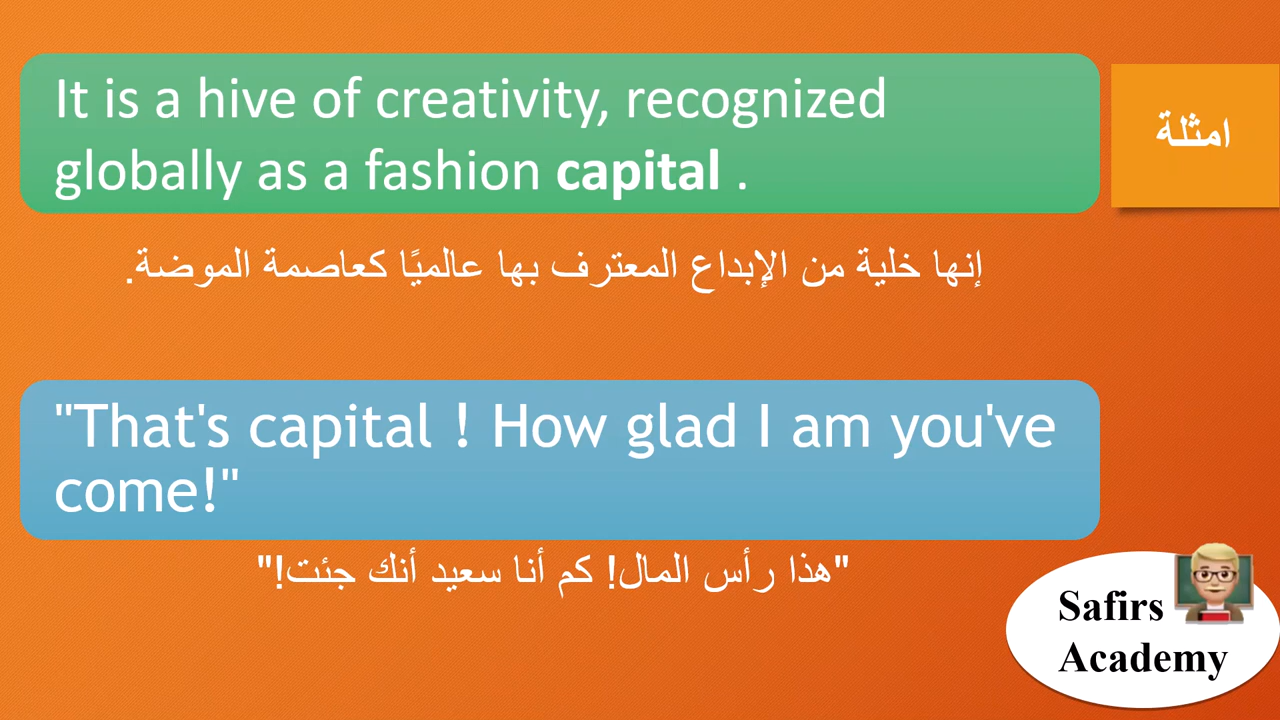 It is a hive of creativity, recognized
globally as a fashion capital .
امثلة
إنها خلية من الإبداع المعترف بها عالميًا كعاصمة الموضة.
"That's capital ! How glad I am you've
come!"
"هذا رأس المال! كم أنا سعيد أنك جئت!"
Safirs
Academy